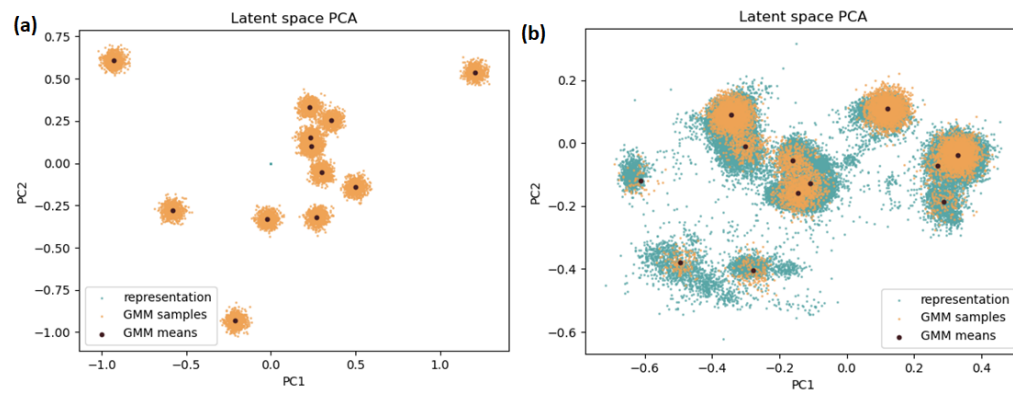 (a)
Latent space PCA
0.75
0.50
0.25
0.00
−0.25
−0.50
−0.75
−1.00
PC2
representation
GMM samples
GMM means
−1.0 −0.5 0.0 0.5 1.0
PC1
(b)
Latent space PCA
0.2
0.0
−0.2
−0.4
−0.6
PC2
representation
GMM samples
GMM means
−0.6 −0.4 −0.2 0.0 0.2 0.4
PC1